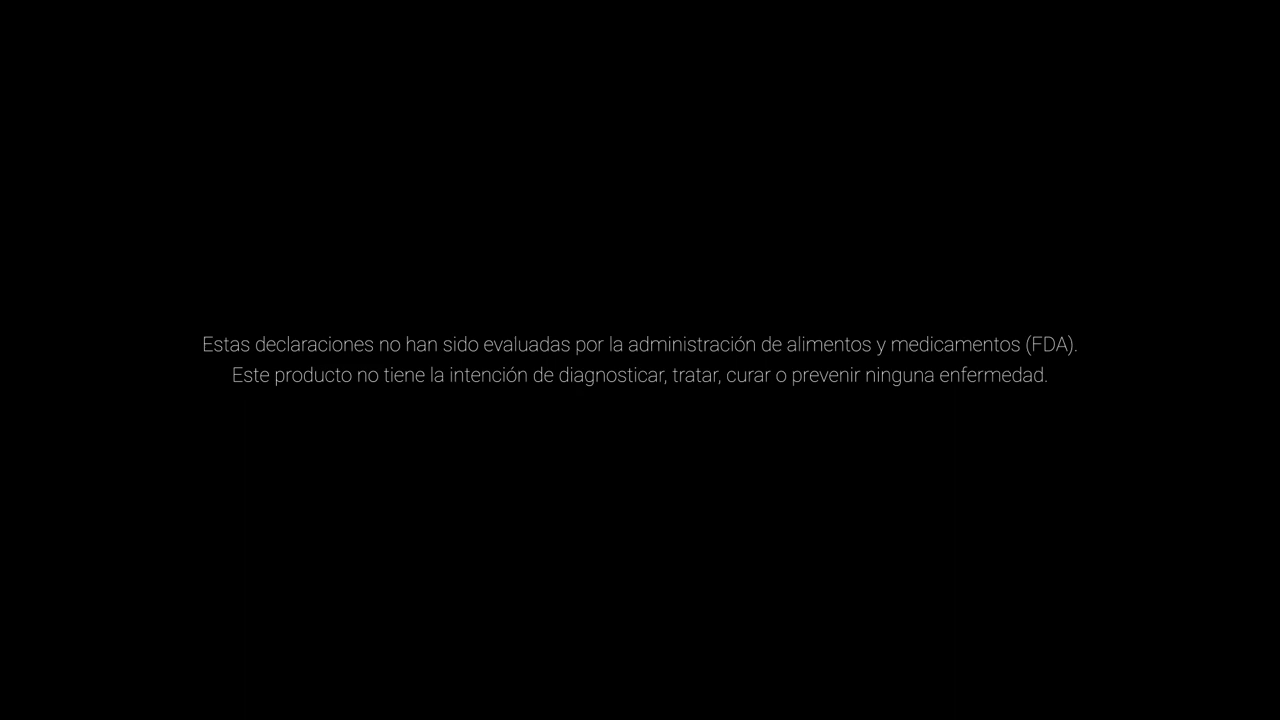 Estas declaraciones no han sido evaluadas por la administración de alimentos y medicamentos (FDA).
Este producto no tiene la intención de diagnosticar, tratar, curar o prevenir ninguna enfermedad.